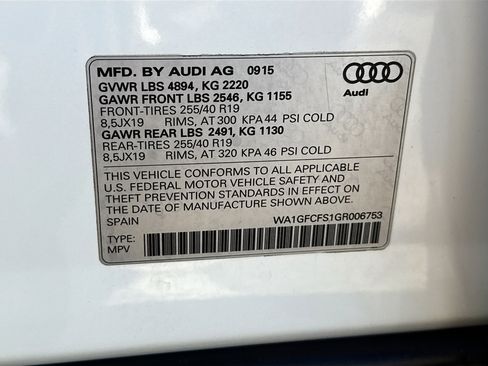 MFD. BY AUDI AG 0915
GVWR LBS 4894, KG 2220
GAWR FRONT LBS 2546, KG 1155
FRONT-TIRES 255/40 R19
8,5JX19 RIMS, AT 300 KPA 44 PSI COLD
GAWR REAR LBS 2491, KG 1130
REAR-TIRES 255/40 R19
8,5JX19 RIMS, AT 320 KPA 46 PSI COLD
Audi
THIS VEHICLE CONFORMS TO ALL APPLICABLE
U.S. FEDERAL MOTOR VEHICLE SAFETY AND
THEFT PREVENTION STANDARDS IN EFFECT ON
THE DATE OF MANUFACTURE SHOWN ABOVE.
SPAIN WA1GFCFS1GR006753
TYPE:
MPV